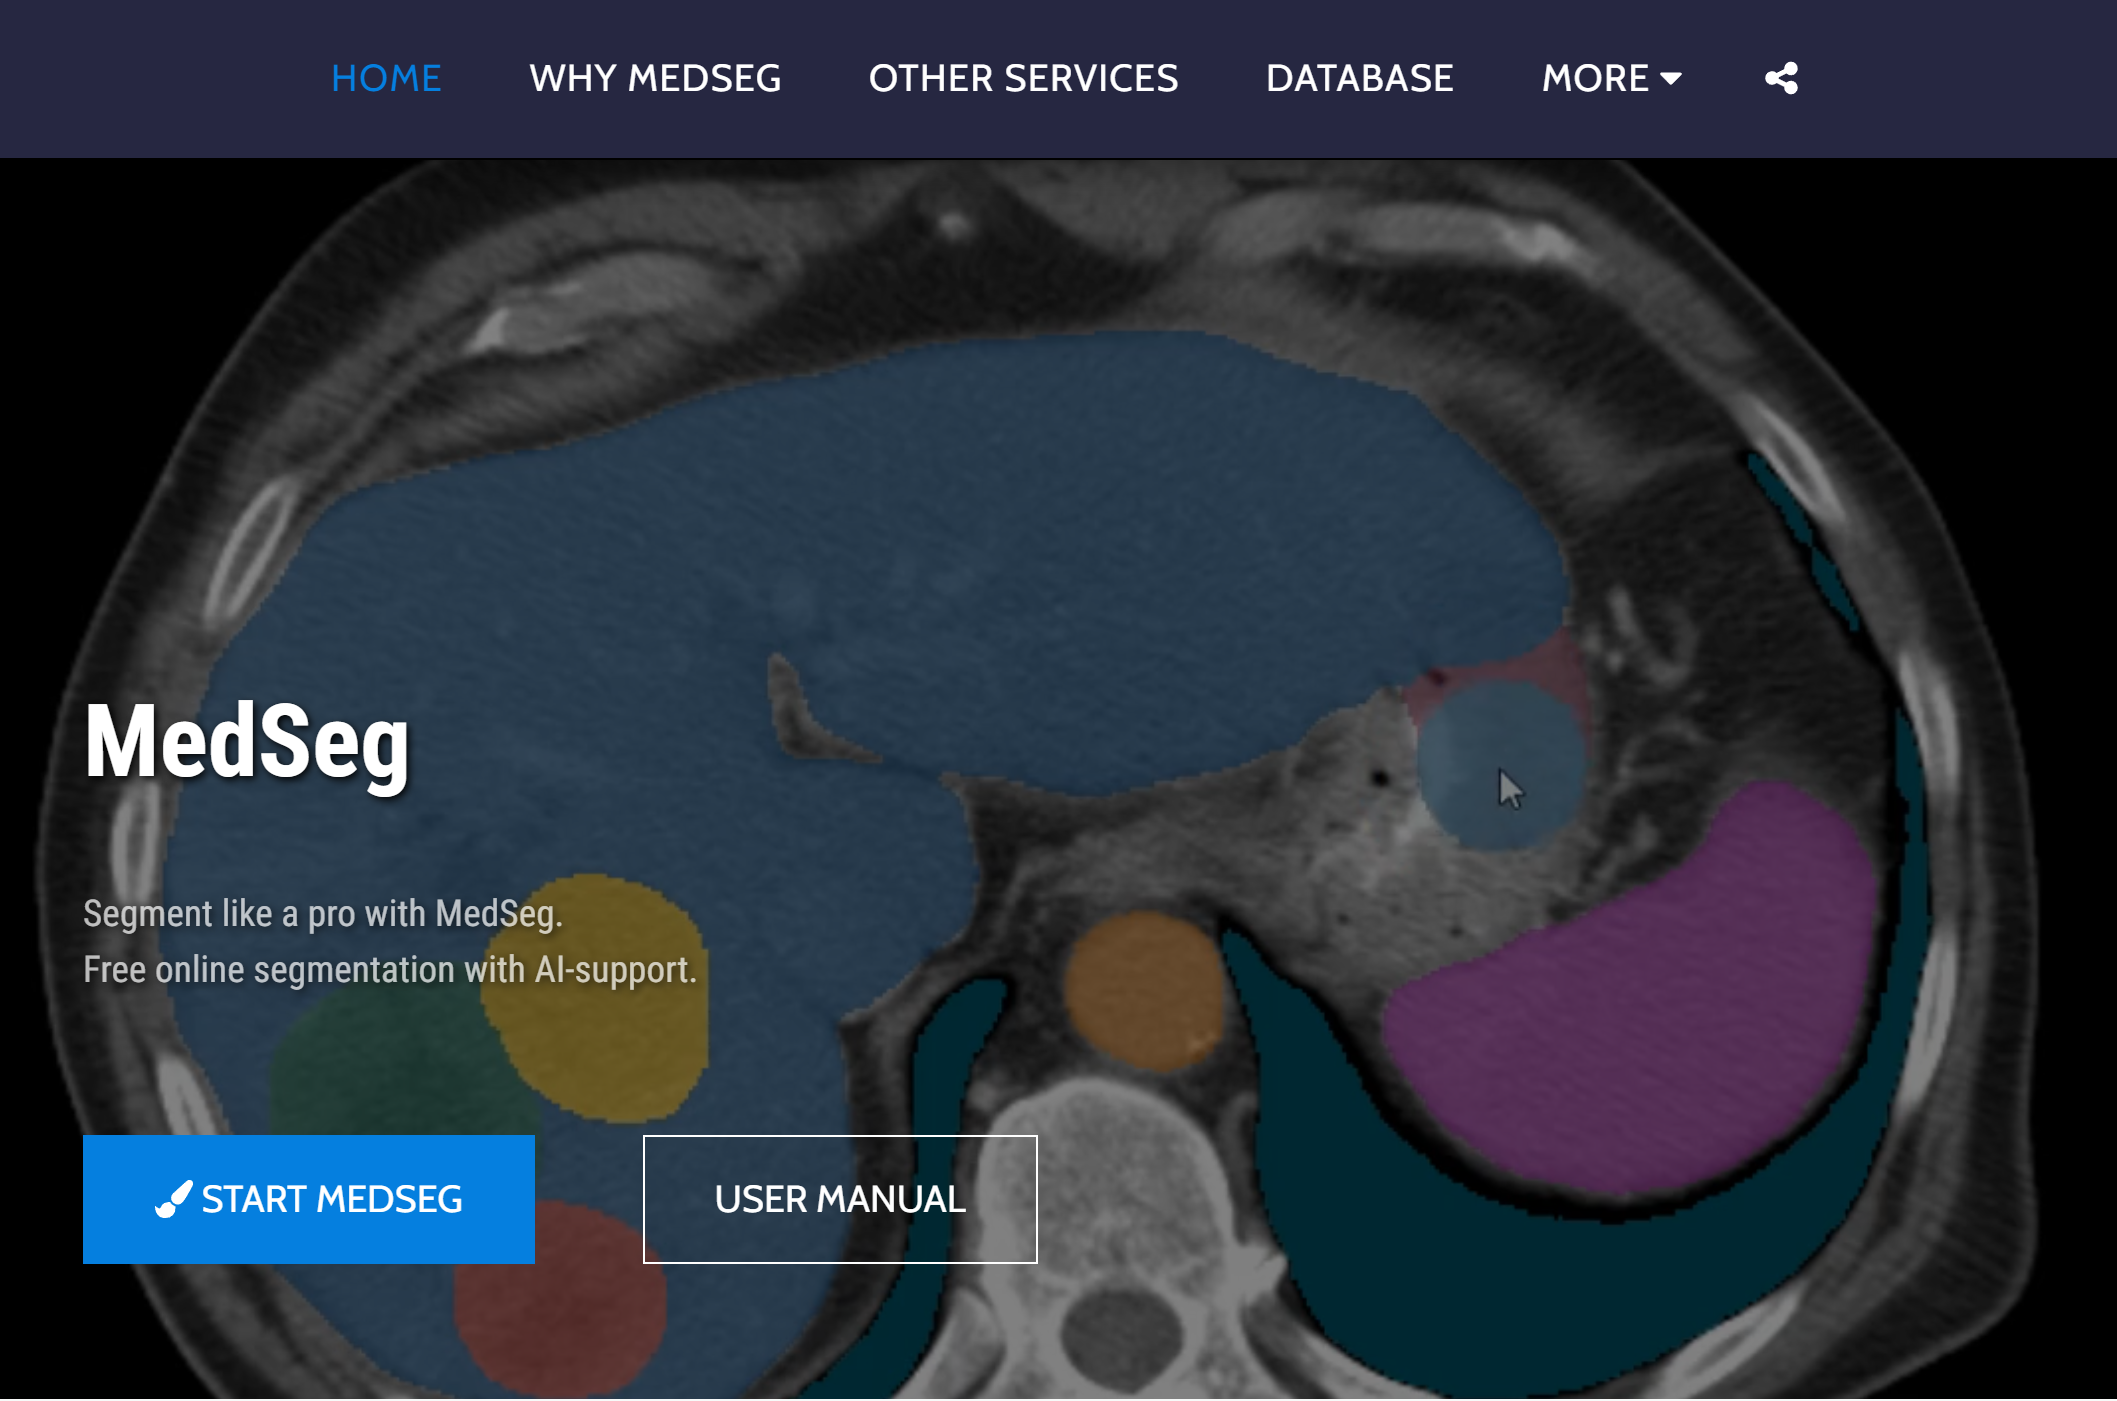 HOME WHY MEDSEG OTHER SERVICES DATABASE MORE
MedSeg
Segment like a pro with MedSeg.
Free online segmentation with AI-support.
START MEDSEG USER MANUAL